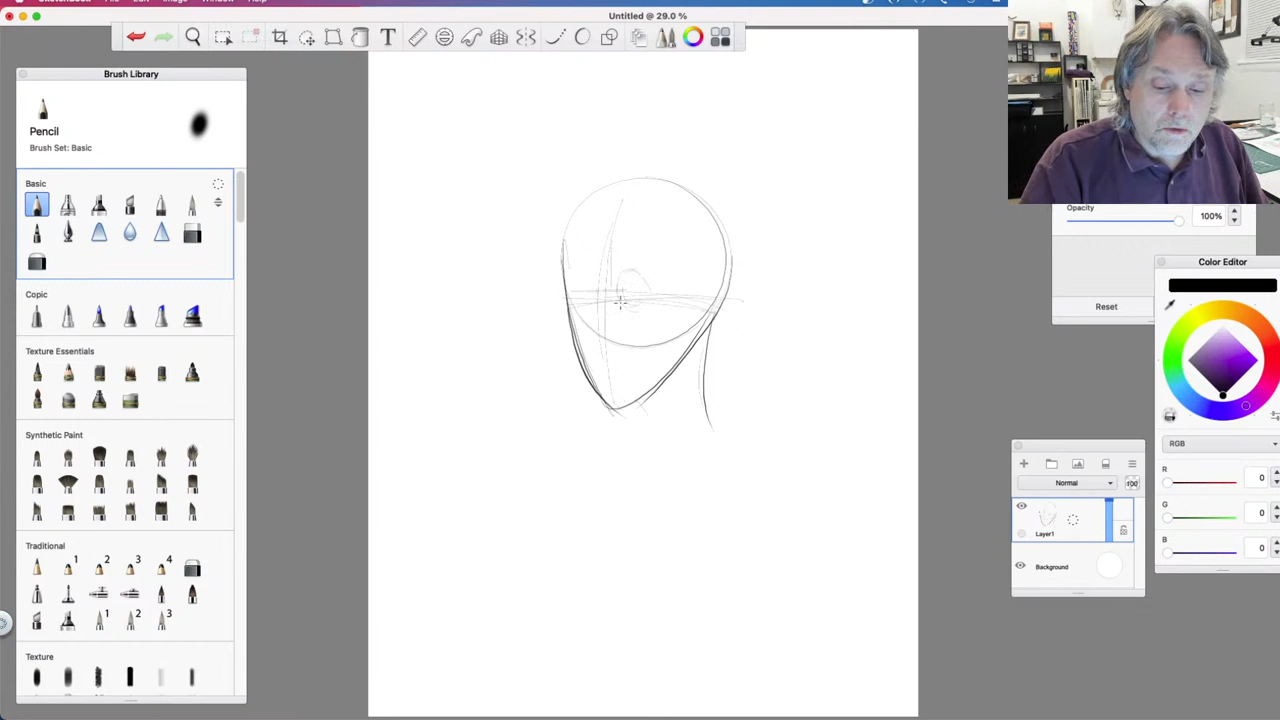 Untitled @ 29.0 %
T
Brush Library
Pencil
Brush Set: Basic
Basic
Copic
Texture Essentials
Synthetic Paint
Traditional
1 2 3 4
1 2 3
Texture
Opacity
100%
Reset
Color Editor
RGB
R 0
G 0
B 0
Normal
100
Layer1
Background